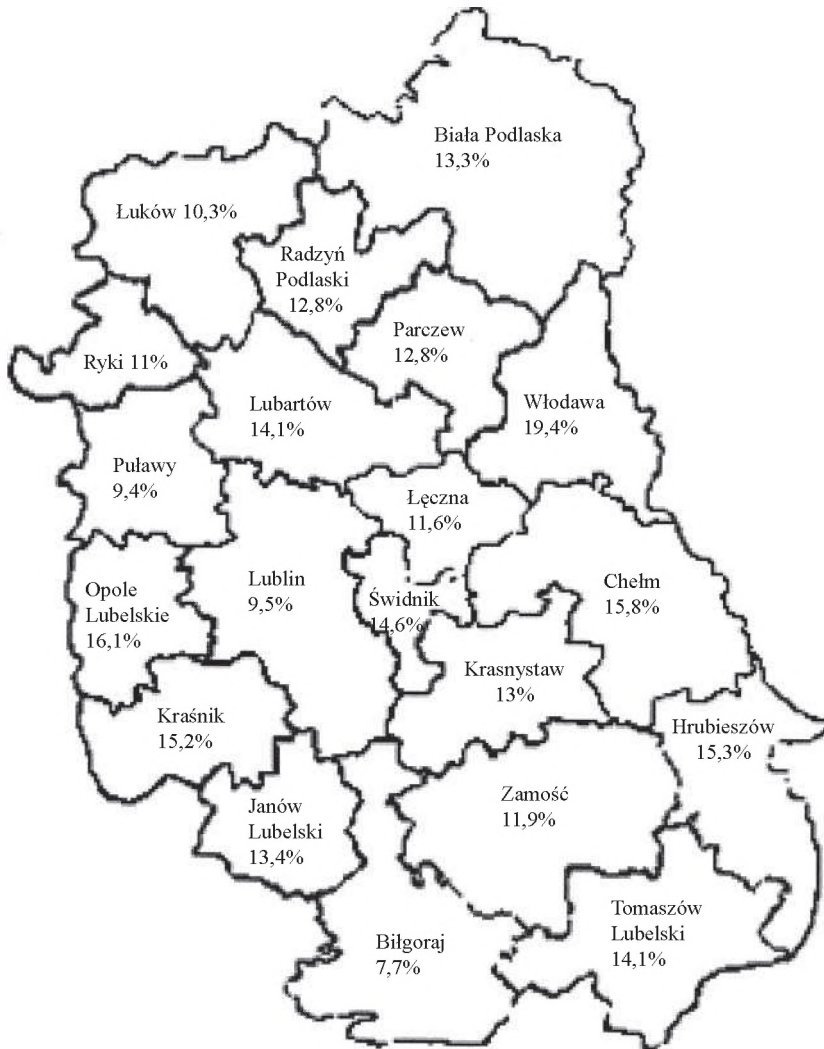 Biała Podlaska
13,3%
Łuków 10,3%
Radzyń
Podlaski
12,8%
Parczew
12,8%
Ryki 11%
Lubartów
14,1%
Włodawa
19,4%
Puławy
9,4%
Łęczna
11,6%
Opole
Lubelskie
16,1%
Lublin
9,5%
Świdnik
14,6%
Chełm
15,8%
Krasnystaw
13%
Kraśnik
15,2%
Hrubieszów
15,3%
Janów
Lubelski
13,4%
Zamość
11,9%
Biłgoraj
7,7%
Tomaszów
Lubelski
14,1%